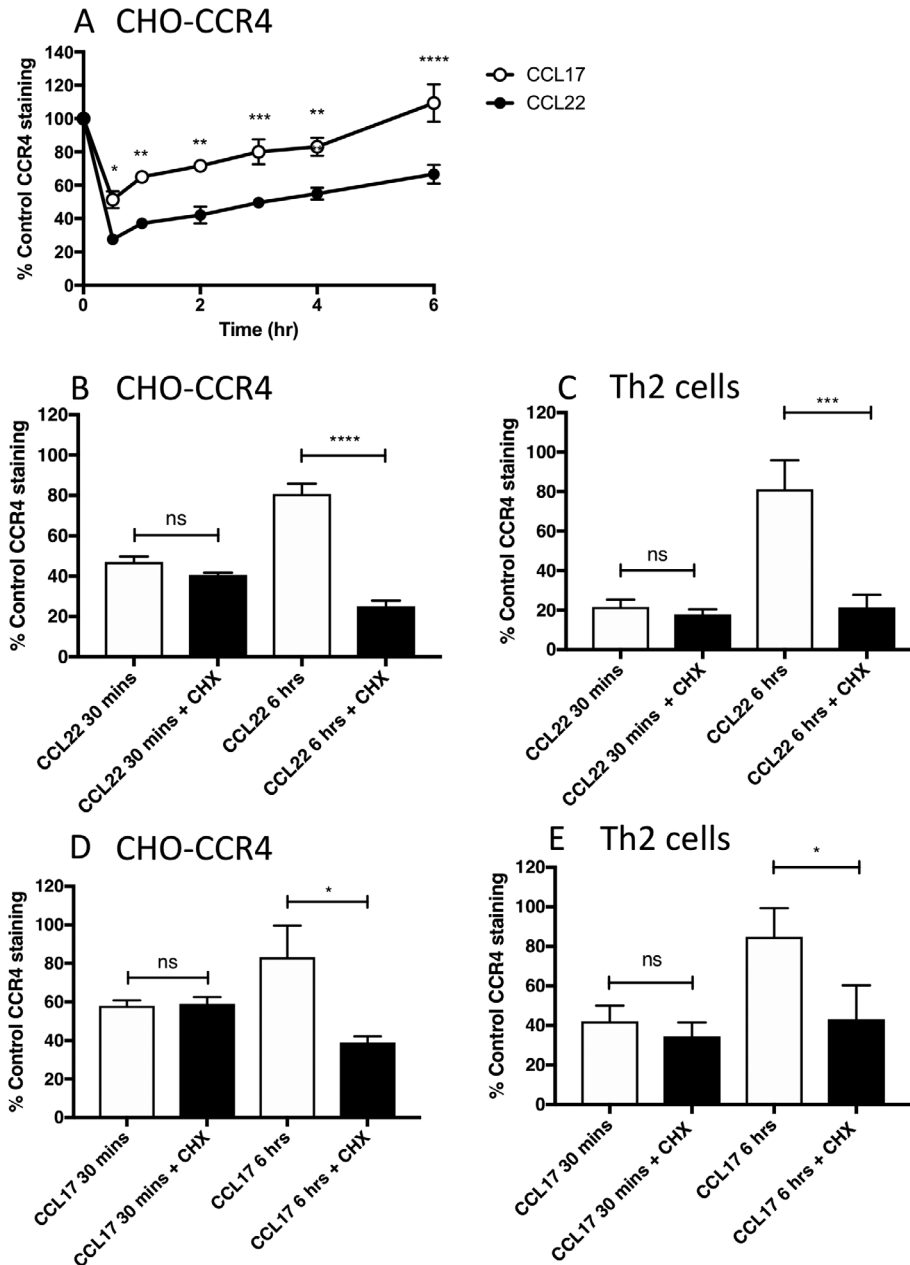 A CHO-CCR4
% Control CCR4 staining
140
120
100
80
60
40
20
0
* ** ** *** ** ****
0 2 4 6
Time (hr)
CCL17
CCL22
B CHO-CCR4
% Control CCR4 staining
120
100
80
60
40
20
0
ns
****
CCL22 30 mins
CCL22 30 mins + CHX
CCL22 6 hrs
CCL22 6 hrs + CHX
C Th2 cells
% Control CCR4 staining
120
100
80
60
40
20
0
ns
***
CCL22 30 mins
CCL22 30 mins + CHX
CCL22 6 hrs
CCL22 6 hrs + CHX
D CHO-CCR4
% Control CCR4 staining
120
100
80
60
40
20
0
ns
*
CCL17 30 mins
CCL17 30 mins + CHX
CCL17 6 hrs
CCL17 6 hrs + CHX
E Th2 cells
% Control CCR4 staining
120
100
80
60
40
20
0
ns
*
CCL17 30 mins
CCL17 30 mins + CHX
CCL17 6 hrs
CCL17 6 hrs + CHX